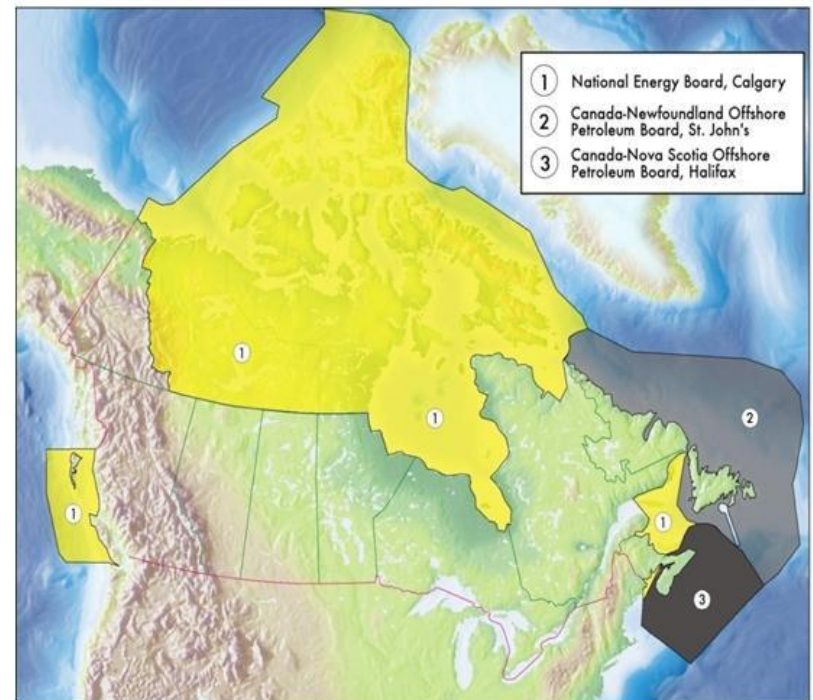 1 National Energy Board, Calgary
2 Canada-Newfoundland Offshore
Petroleum Board, St. John's
3 Canada-Nova Scotia Offshore
Petroleum Board, Halifax
1
1
2
1
1
3